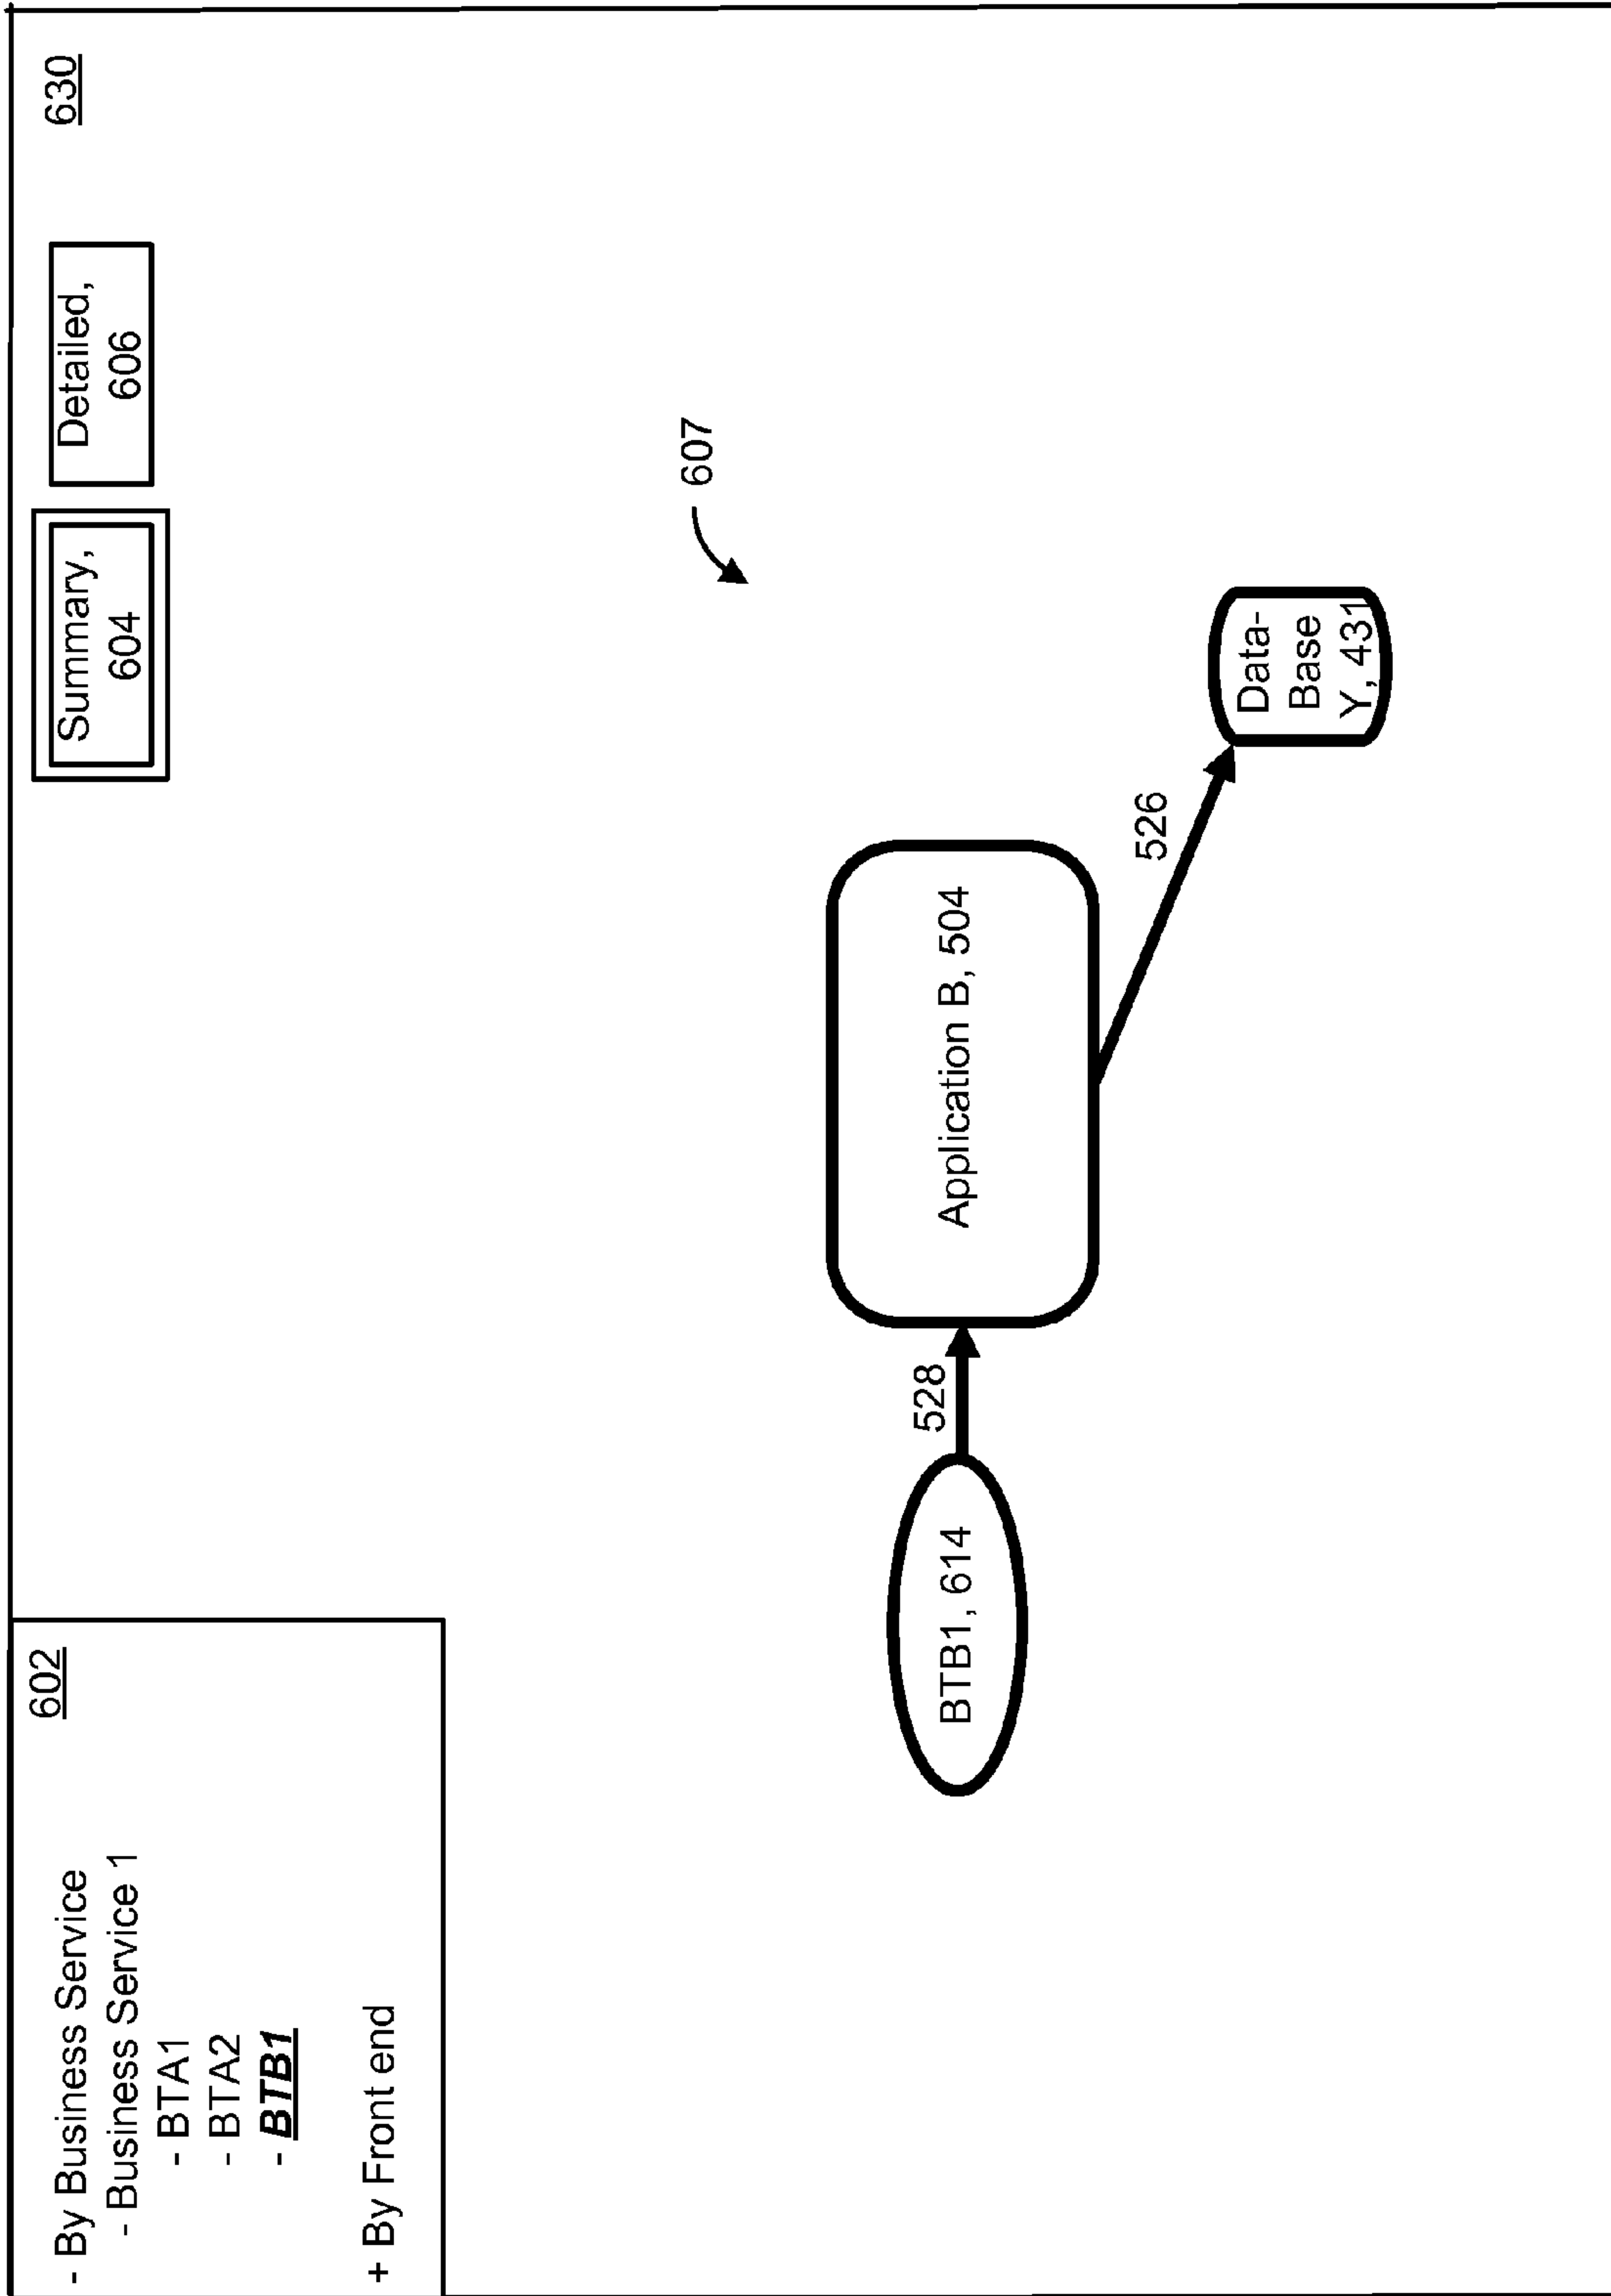 602
- By Business Service
- Business Service 1
- BTA1
- BTA2
- BTB1
+ By Front end
Summary,
604
Detailed,
606
630
607
BTB1, 614
528
Application B, 504
526
Data-
Base
Y, 431